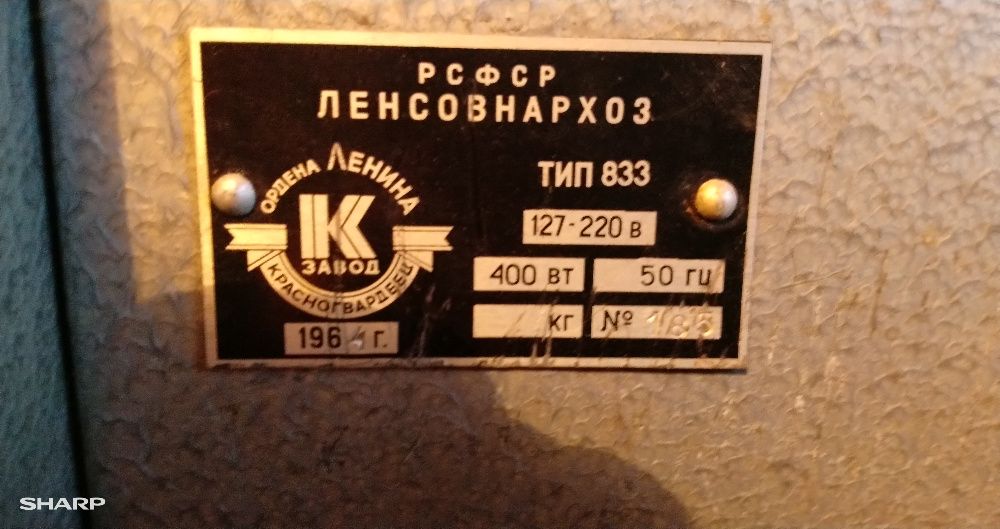 РСФСР
ЛЕНСОВНАРХОЗ
ОРДЕНА ЛЕНИНА
К
ЗАВОД
КРАСНОГВАРДЕЕЦ
196 г.
ТИП 833
127-220 В
400 ВТ
50 ГЦ
КГ
№
SHARP